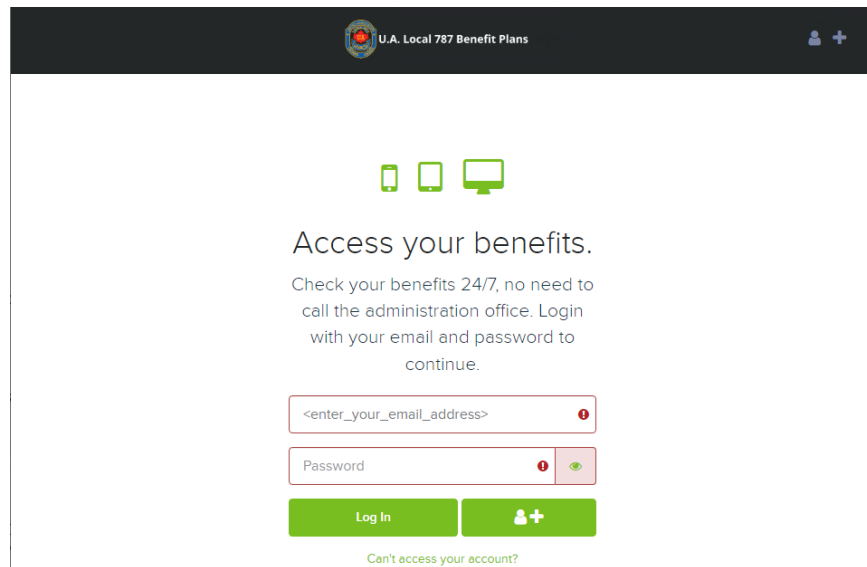 U.A. Local 787 Benefit Plans
Access your benefits.
Check your benefits 24/7, no need to
call the administration office. Login
with your email and password to
continue.
<enter_your_email_address>
Password
Log In
Can't access your account?